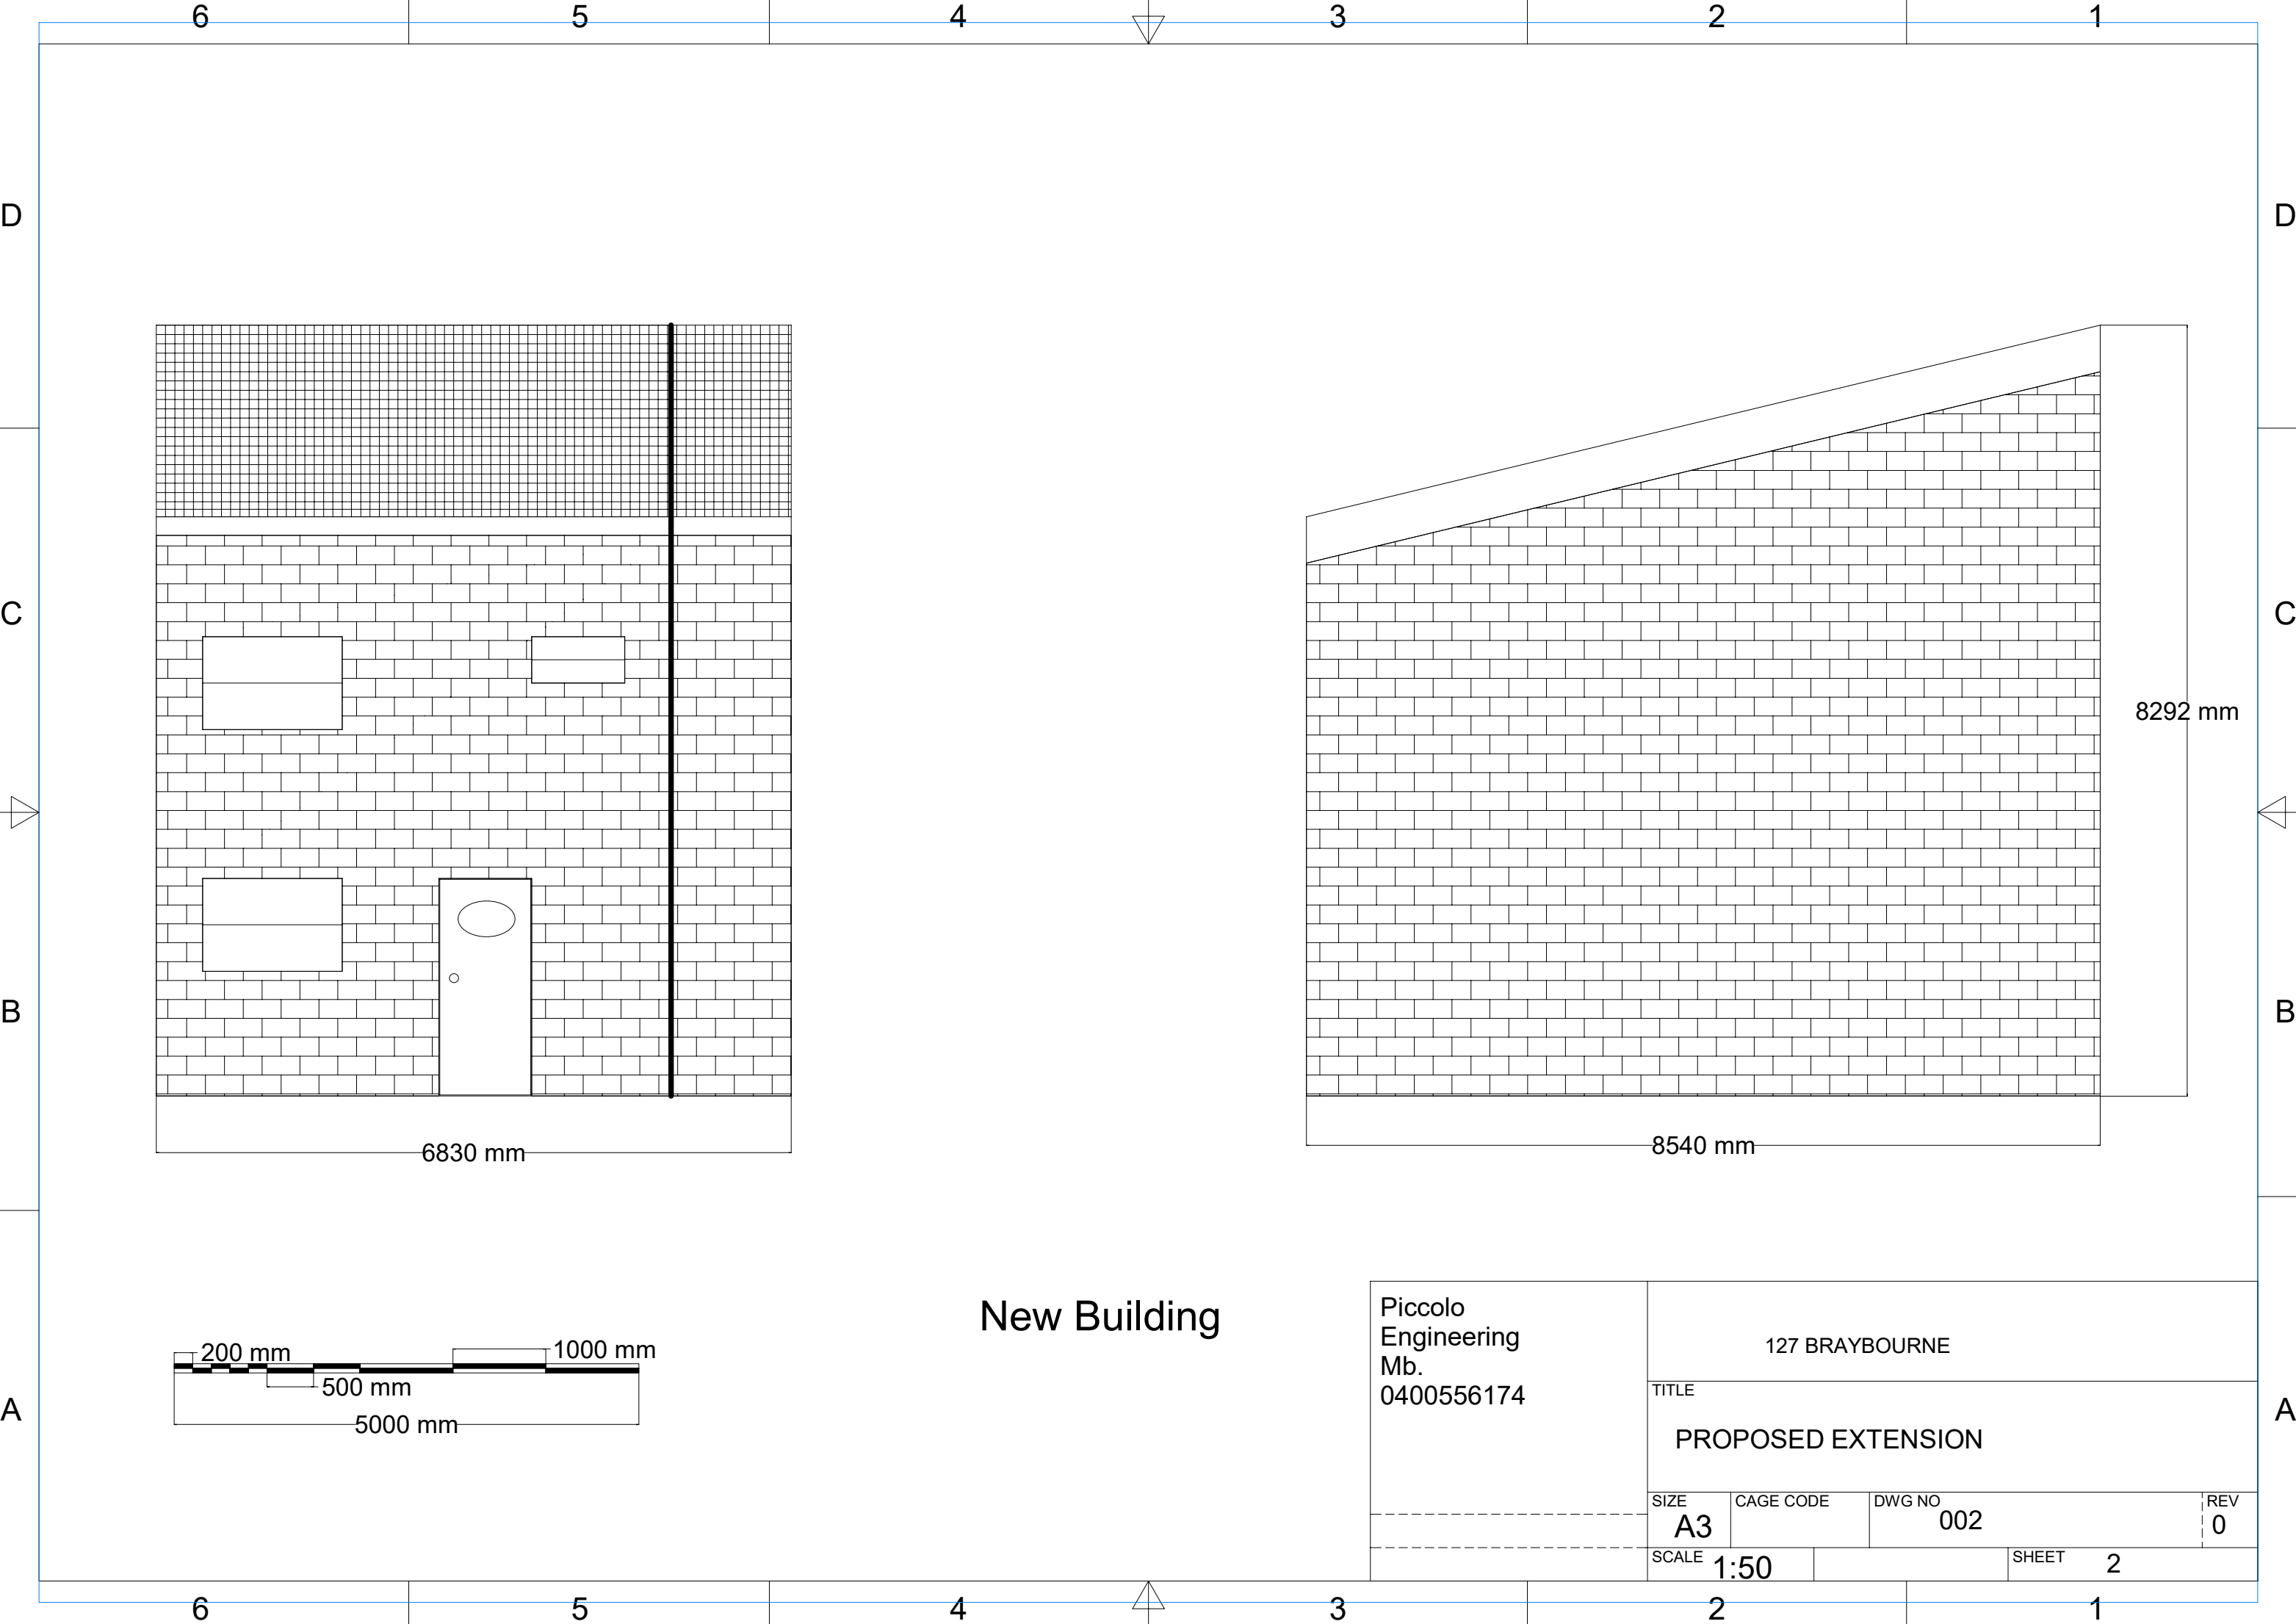 6 5 4 3 2 1
D D
C C
8292 mm
B B
6830 mm
8540 mm
New Building
200 mm
1000 mm
500 mm
5000 mm
A A
Piccolo
Engineering
Mb.
0400556174
127 BRAYBOURNE
TITLE
PROPOSED EXTENSION
SIZE
A3
CAGE CODE
DWG NO
002
REV
0
SCALE 1:50
SHEET 2
6 5 4 3 2 1